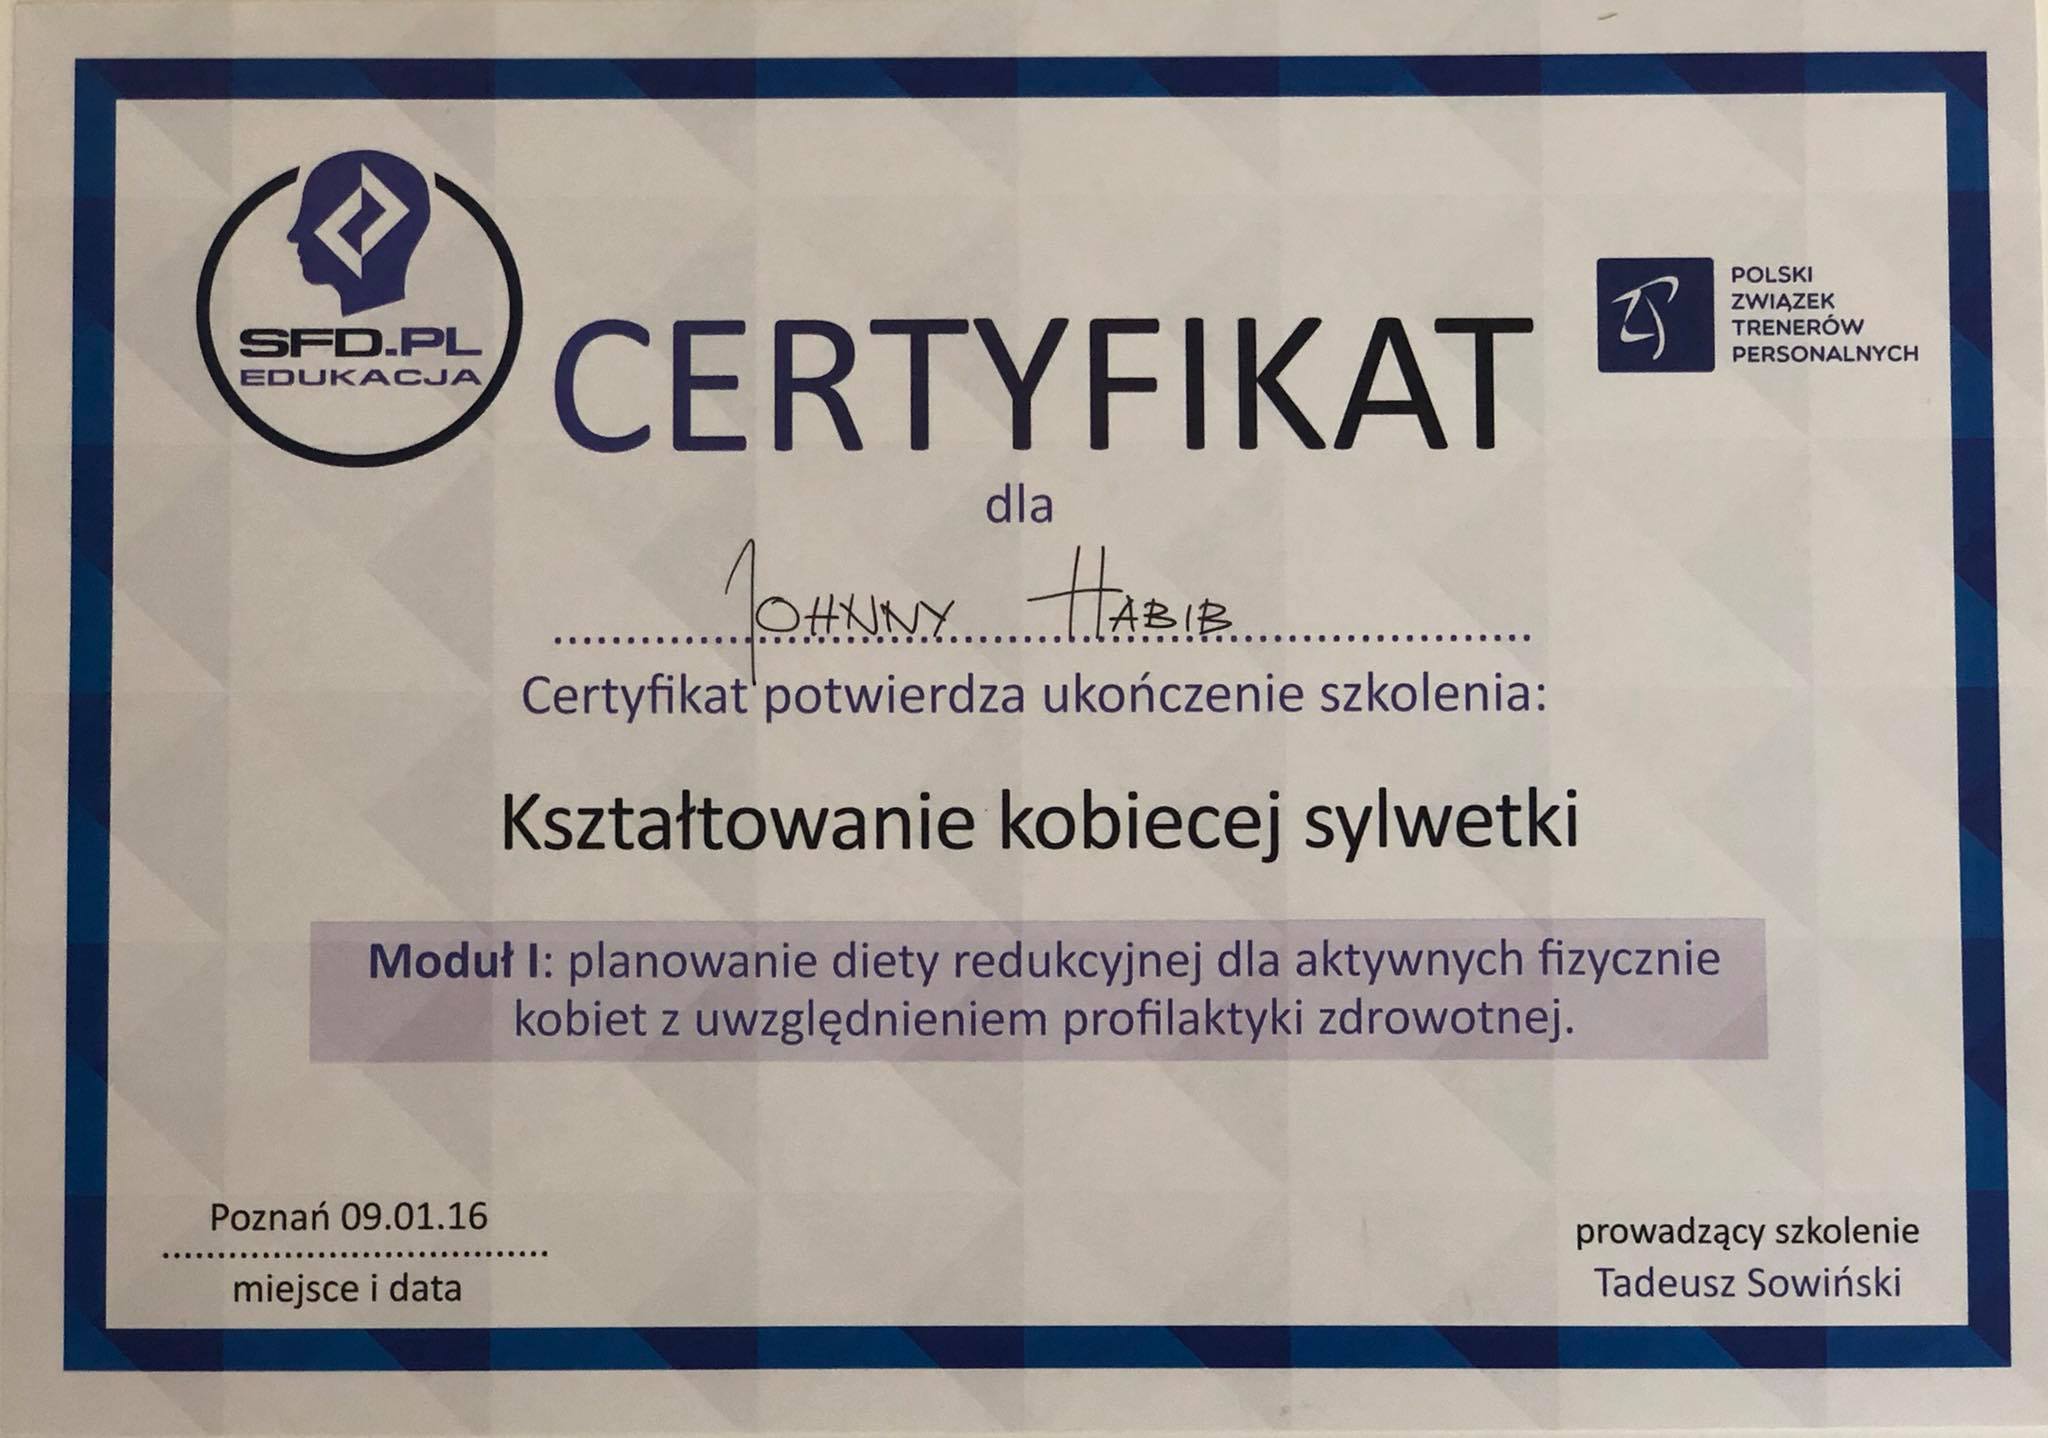 SFD.PL
EDUKACJA
CERTYFIKAT
POLSKI
ZWIĄZEK
TRENERÓW
PERSONALNYCH
dla
JOHNNY HABIB
Certyfikat potwierdza ukończenie szkolenia:
Kształtowanie kobiecej sylwetki
Moduł I: planowanie diety redukcyjnej dla aktywnych fizycznie
kobiet z uwzględnieniem profilaktyki zdrowotnej.
Poznań 09.01.16
miejsce i data
prowadzący szkolenie
Tadeusz Sowiński